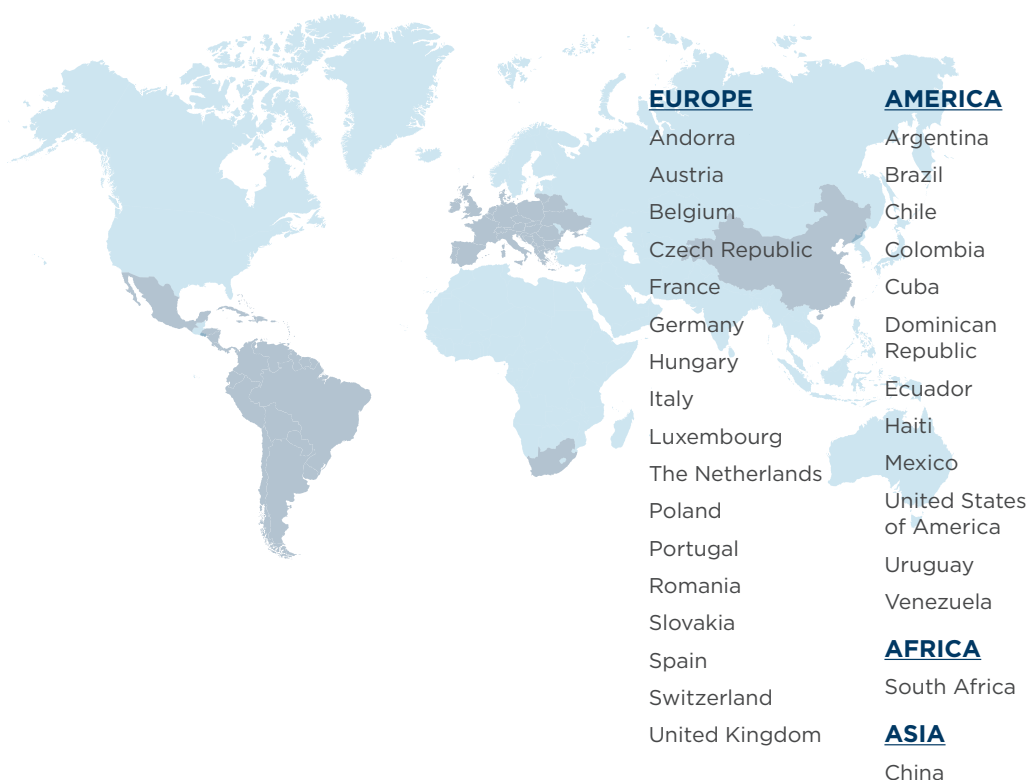 EUROPE
Andorra
Austria
Belgium
Czech Republic
France
Germany
Hungary
Italy
Luxembourg
The Netherlands
Poland
Portugal
Romania
Slovakia
Spain
Switzerland
United Kingdom
AMERICA
Argentina
Brazil
Chile
Colombia
Cuba
Dominican
Republic
Ecuador
Haiti
Mexico
United States
of America
Uruguay
Venezuela
AFRICA
South Africa
ASIA
China